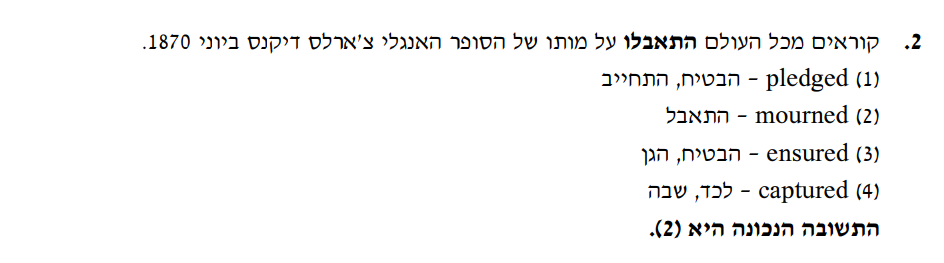 2. קוראים מכל העולם התאבלו על מותו של הסופר האנגלי צ'ארלס דיקנס ביוני 1870.
(1) pledged – הבטיח, התחייב
(2) mourned – התאבל
(3) ensured – הבטיח, הגן
(4) captured – לכד, שבה
התשובה הנכונה היא (2).